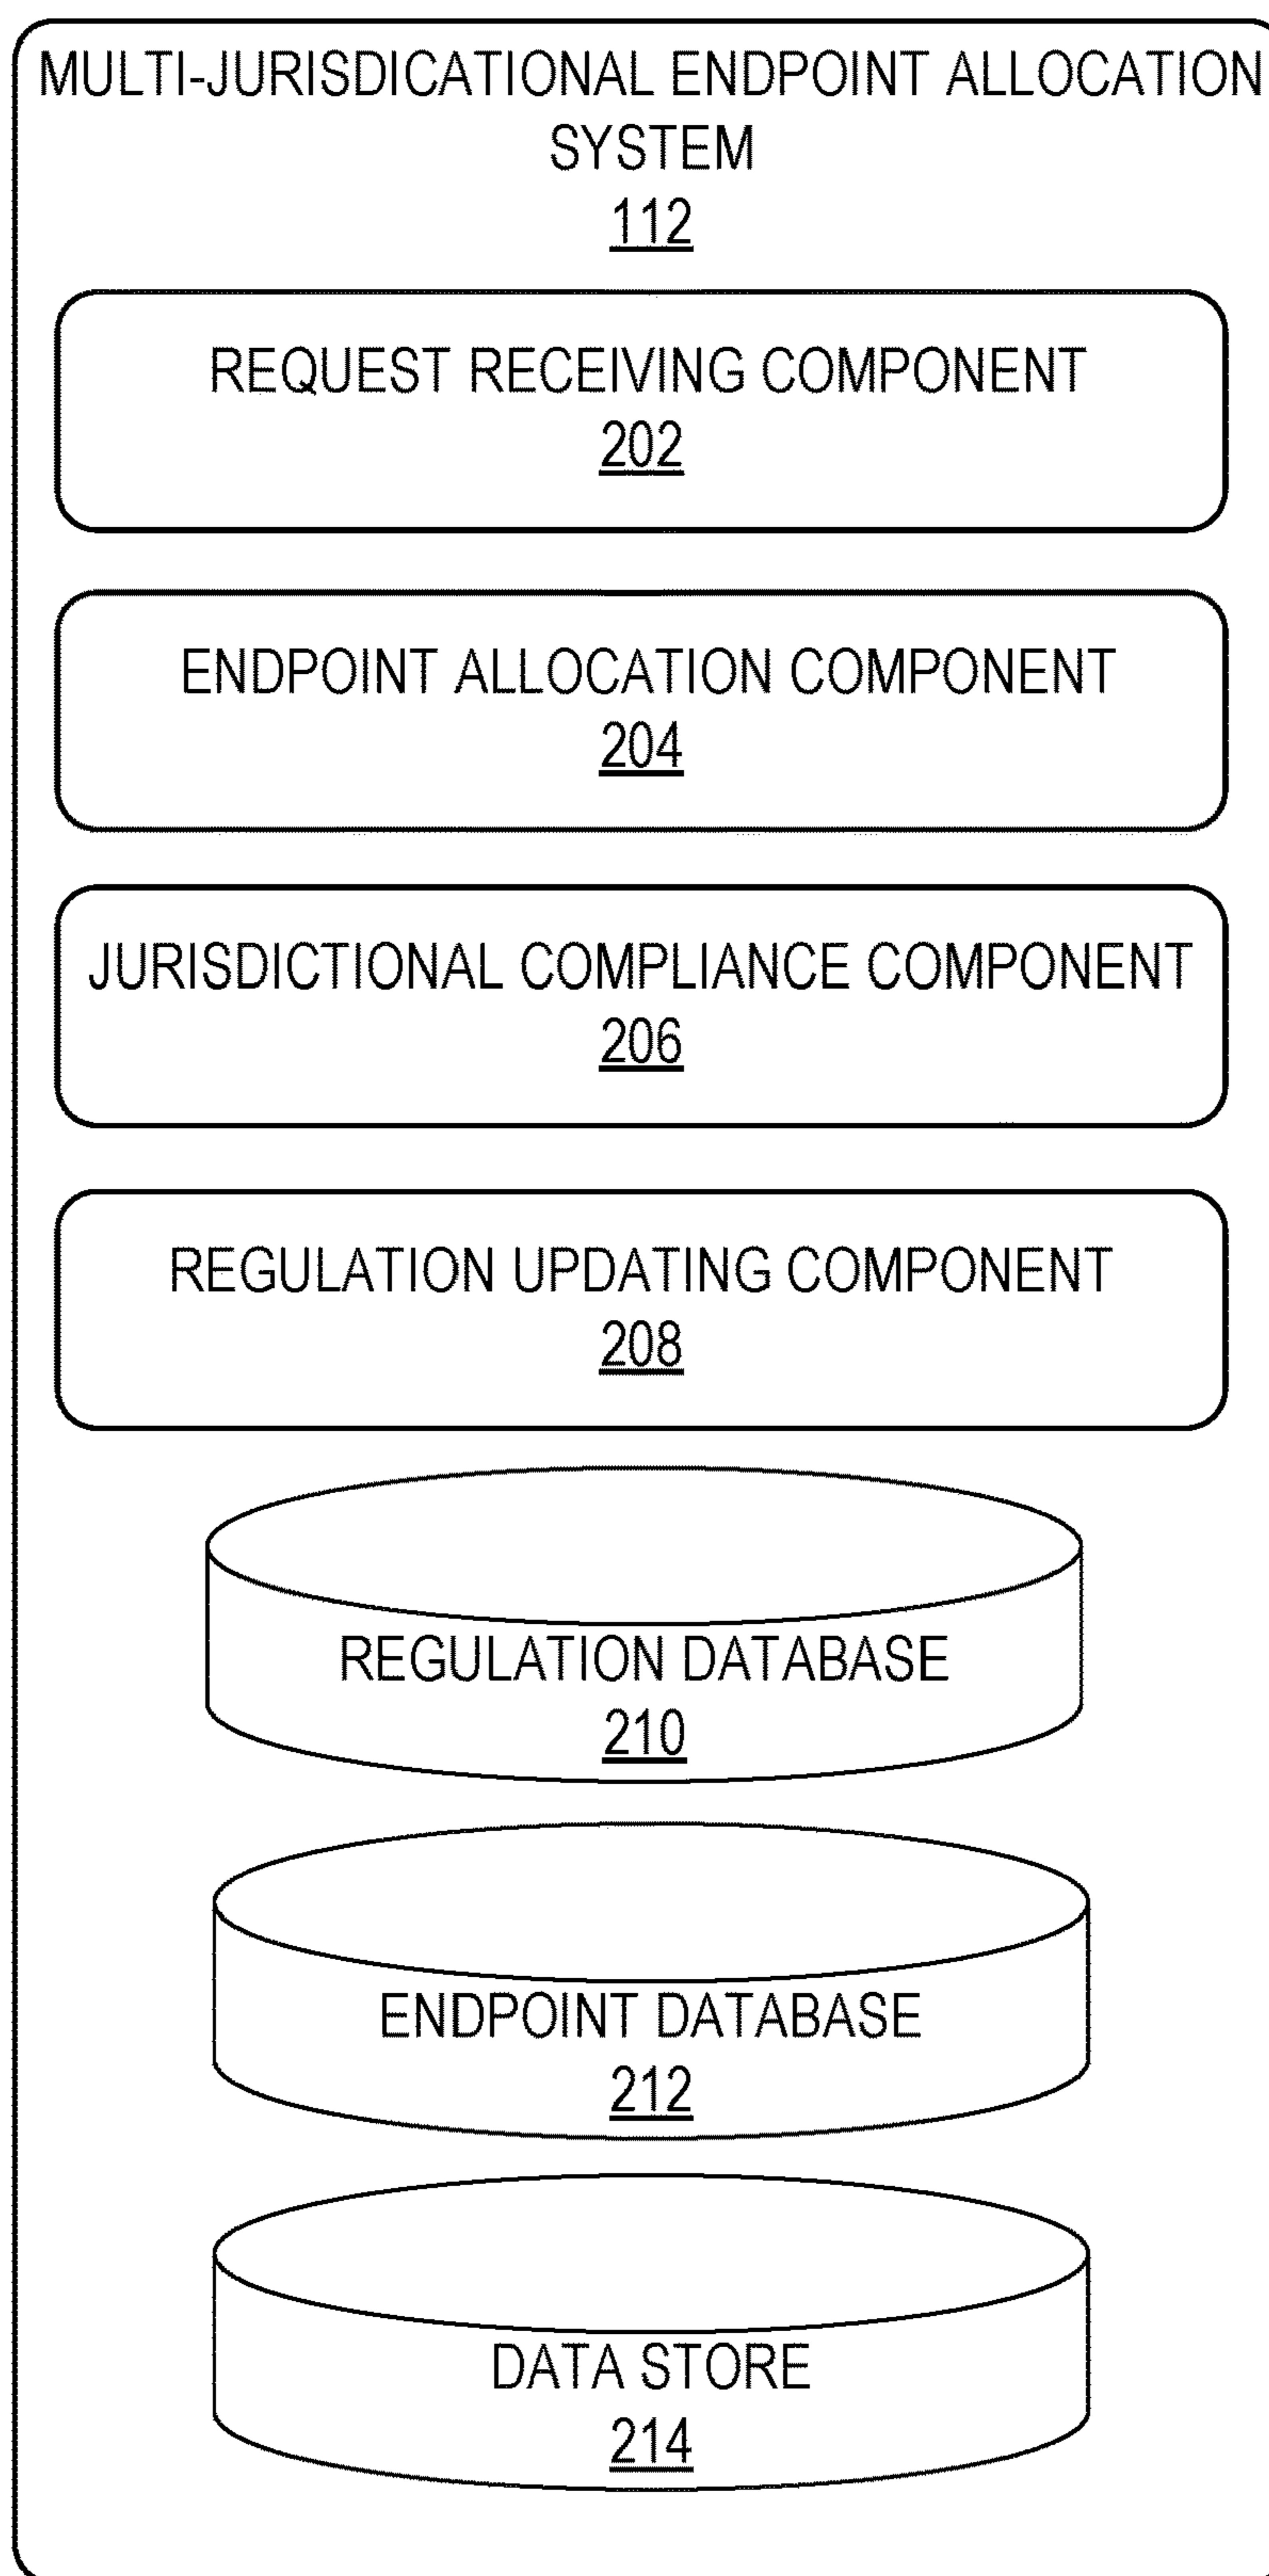 MULTI-JURISDICATIONAL ENDPOINT ALLOCATION
SYSTEM
112
REQUEST RECEIVING COMPONENT
202
ENDPOINT ALLOCATION COMPONENT
204
JURISDICTIONAL COMPLIANCE COMPONENT
206
REGULATION UPDATING COMPONENT
208
REGULATION DATABASE
210
ENDPOINT DATABASE
212
DATA STORE
214